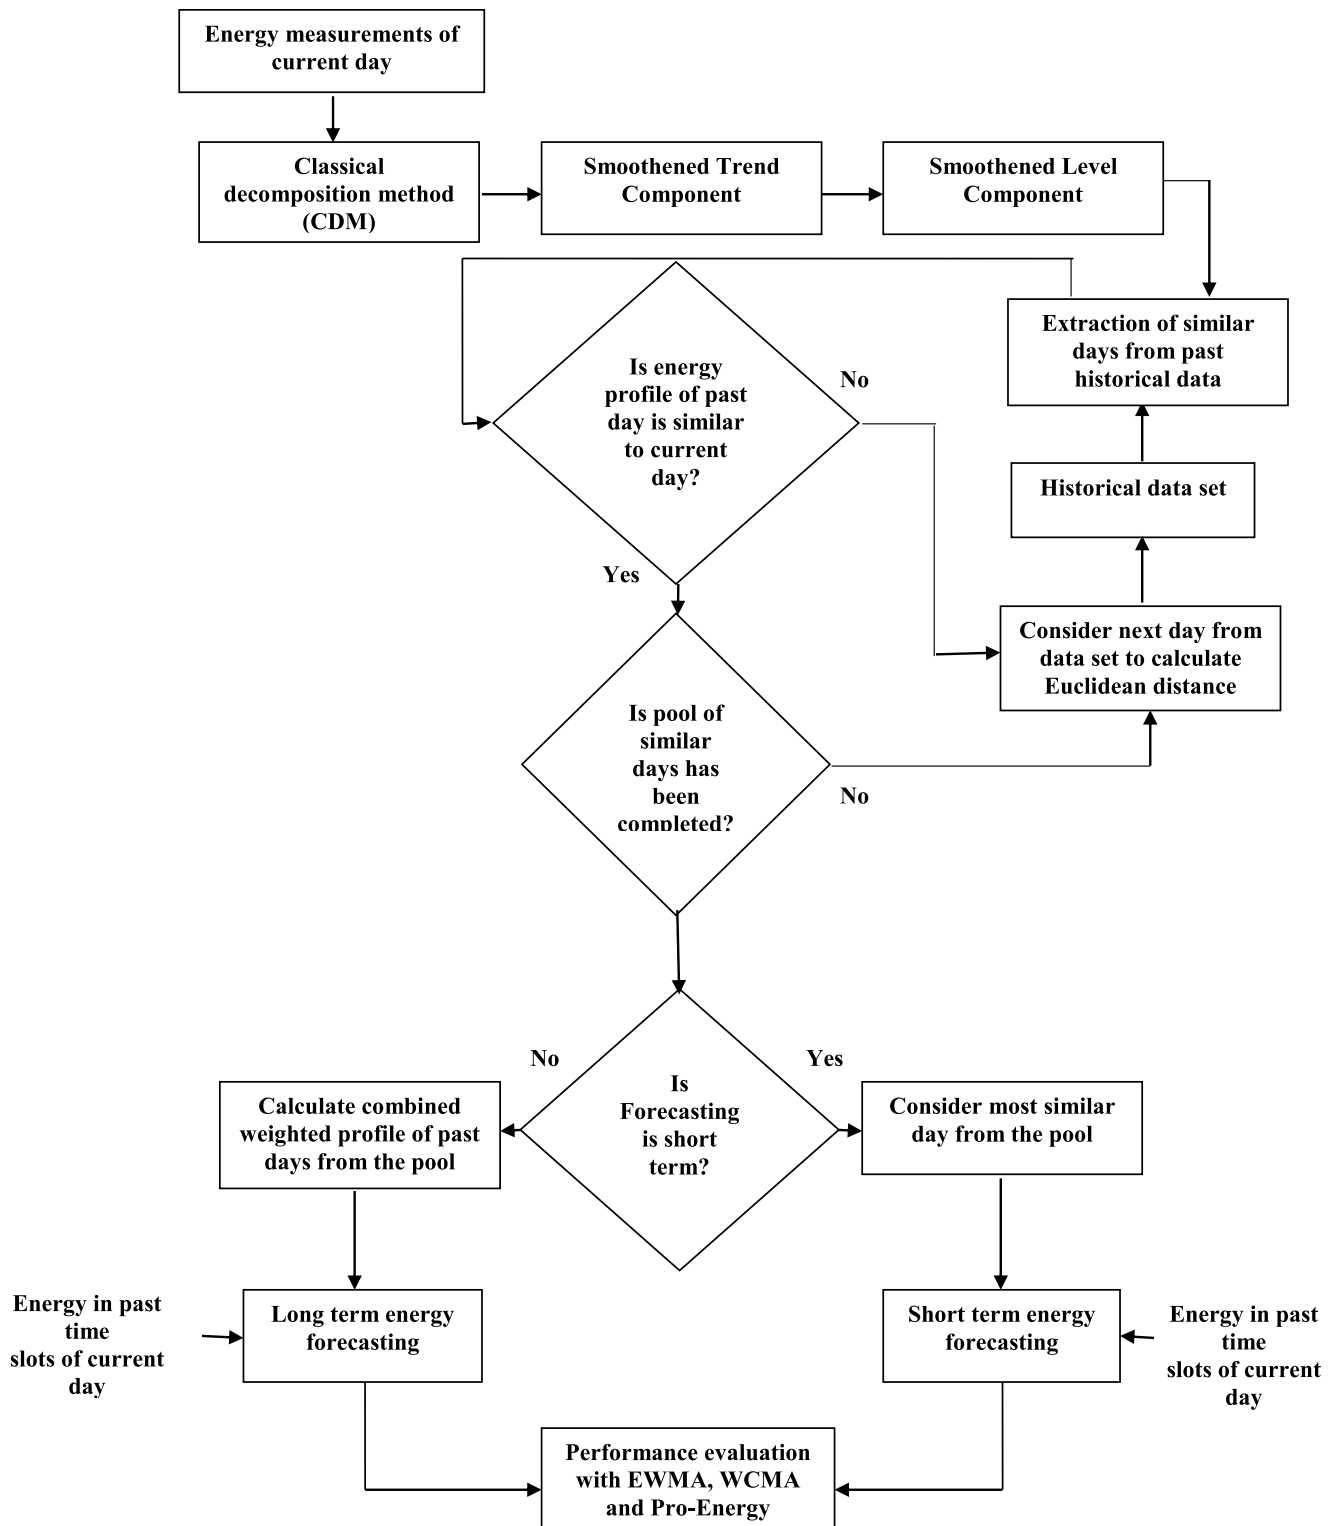 Energy measurements of
current day
Classical
decomposition method
(CDM)
Smoothened Trend
Component
Smoothened Level
Component
Extraction of similar
days from past
historical data
Is energy
profile of past
day is similar
to current
day?
No
Historical data set
Yes
Consider next day from
data set to calculate
Euclidean distance
Is pool of
similar
days has
been
completed?
No
No
Yes
Is
Forecasting
is short
term?
Calculate combined
weighted profile of past
days from the pool
Consider most similar
day from the pool
Energy in past
time
slots of current
day
Long term energy
forecasting
Short term energy
forecasting
Energy in past
time
slots of current
day
Performance evaluation
with EWMA, WCMA
and Pro-Energy